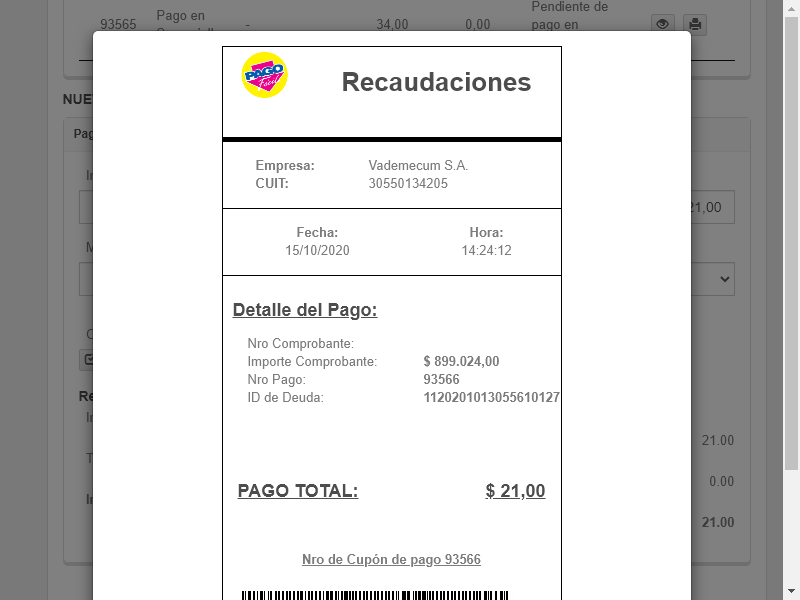 93565 Pago en - 34,00 0,00 Pendiente de
pago en
NUE
Pag
PAGO
fácil
Recaudaciones
Empresa: Vademecum S.A.
CUIT: 30550134205
21,00
Fecha: Hora:
15/10/2020 14:24:12
M
Detalle del Pago:
Nro Comprobante:
Importe Comprobante: $ 899.024,00
Nro Pago: 93566
ID de Deuda: 1120201013055610127
Re
21.00
0.00
PAGO TOTAL: $ 21,00
21.00
Nro de Cupón de pago 93566